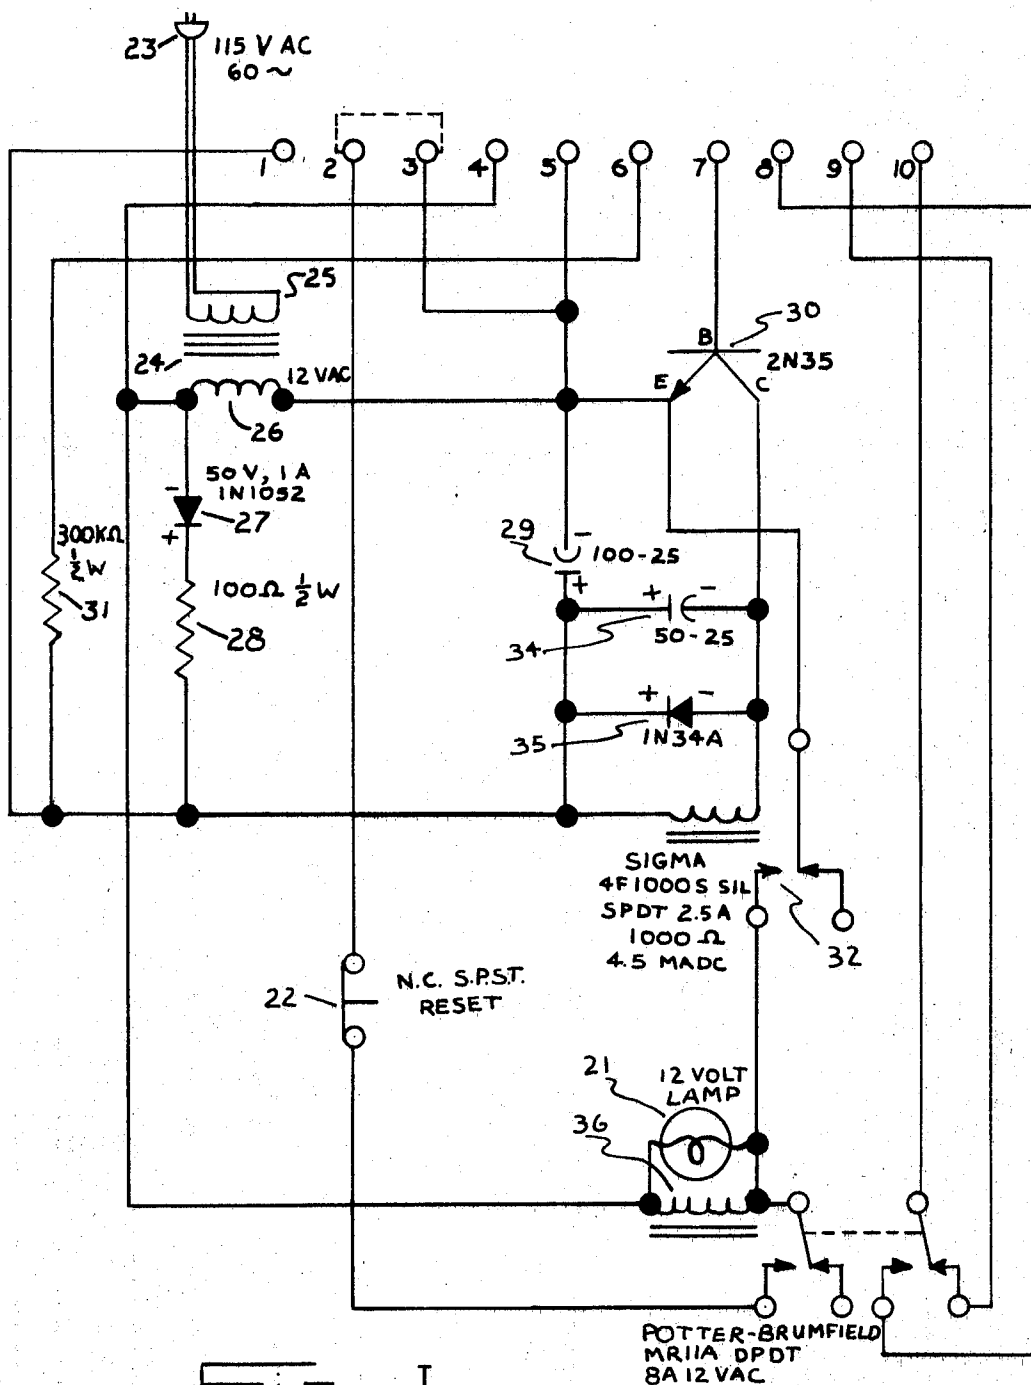 23
115 V AC
60 ~
1 2 3 4 5 6 7 8 9 10
25
30
B
2N35
24
12 VAC
E
C
26
50 V, 1 A
1N1052
-
27
+
29
-
100-25
+
300KΩ
½W
31
100Ω ½ W
28
+
-
34
50-25
+
-
35
1N34A
SIGMA
4F1000S SIL
SPDT 2.5A
1000 Ω
4.5 MADC
32
22
N.C. S.P.S.T.
RESET
21
12 VOLT
LAMP
36
POTTER-BRUMFIELD
MR11A DPDT
8A 12 VAC